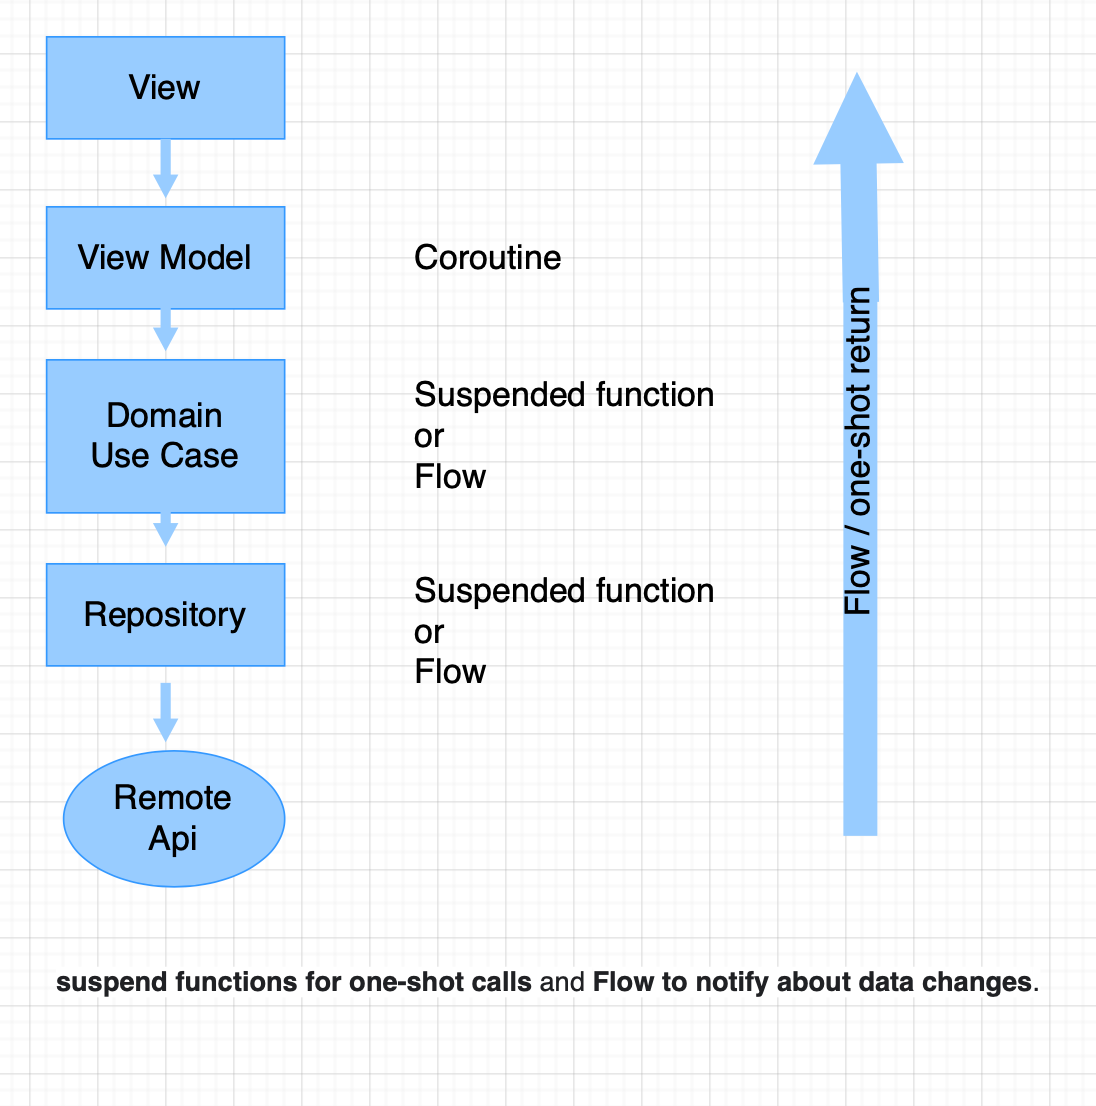 View
View Model
Coroutine
Domain
Use Case
Suspended function
or
Flow
Repository
Suspended function
or
Flow
Remote
Api
Flow / one-shot return
suspend functions for one-shot calls and Flow to notify about data changes.